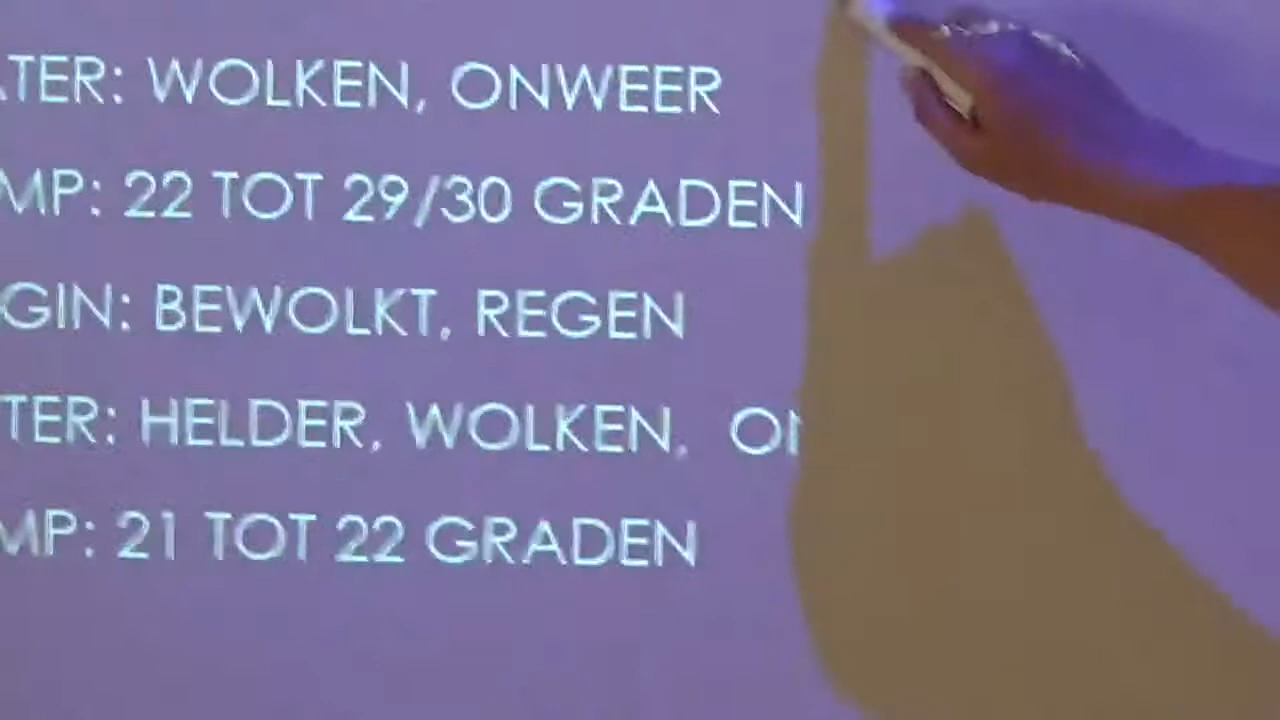 TER: WOLKEN, ONWEER
MP: 22 TOT 29/30 GRADEN
GIN: BEWOLKT, REGEN
TER: HELDER, WOLKEN, ON
MP: 21 TOT 22 GRADEN